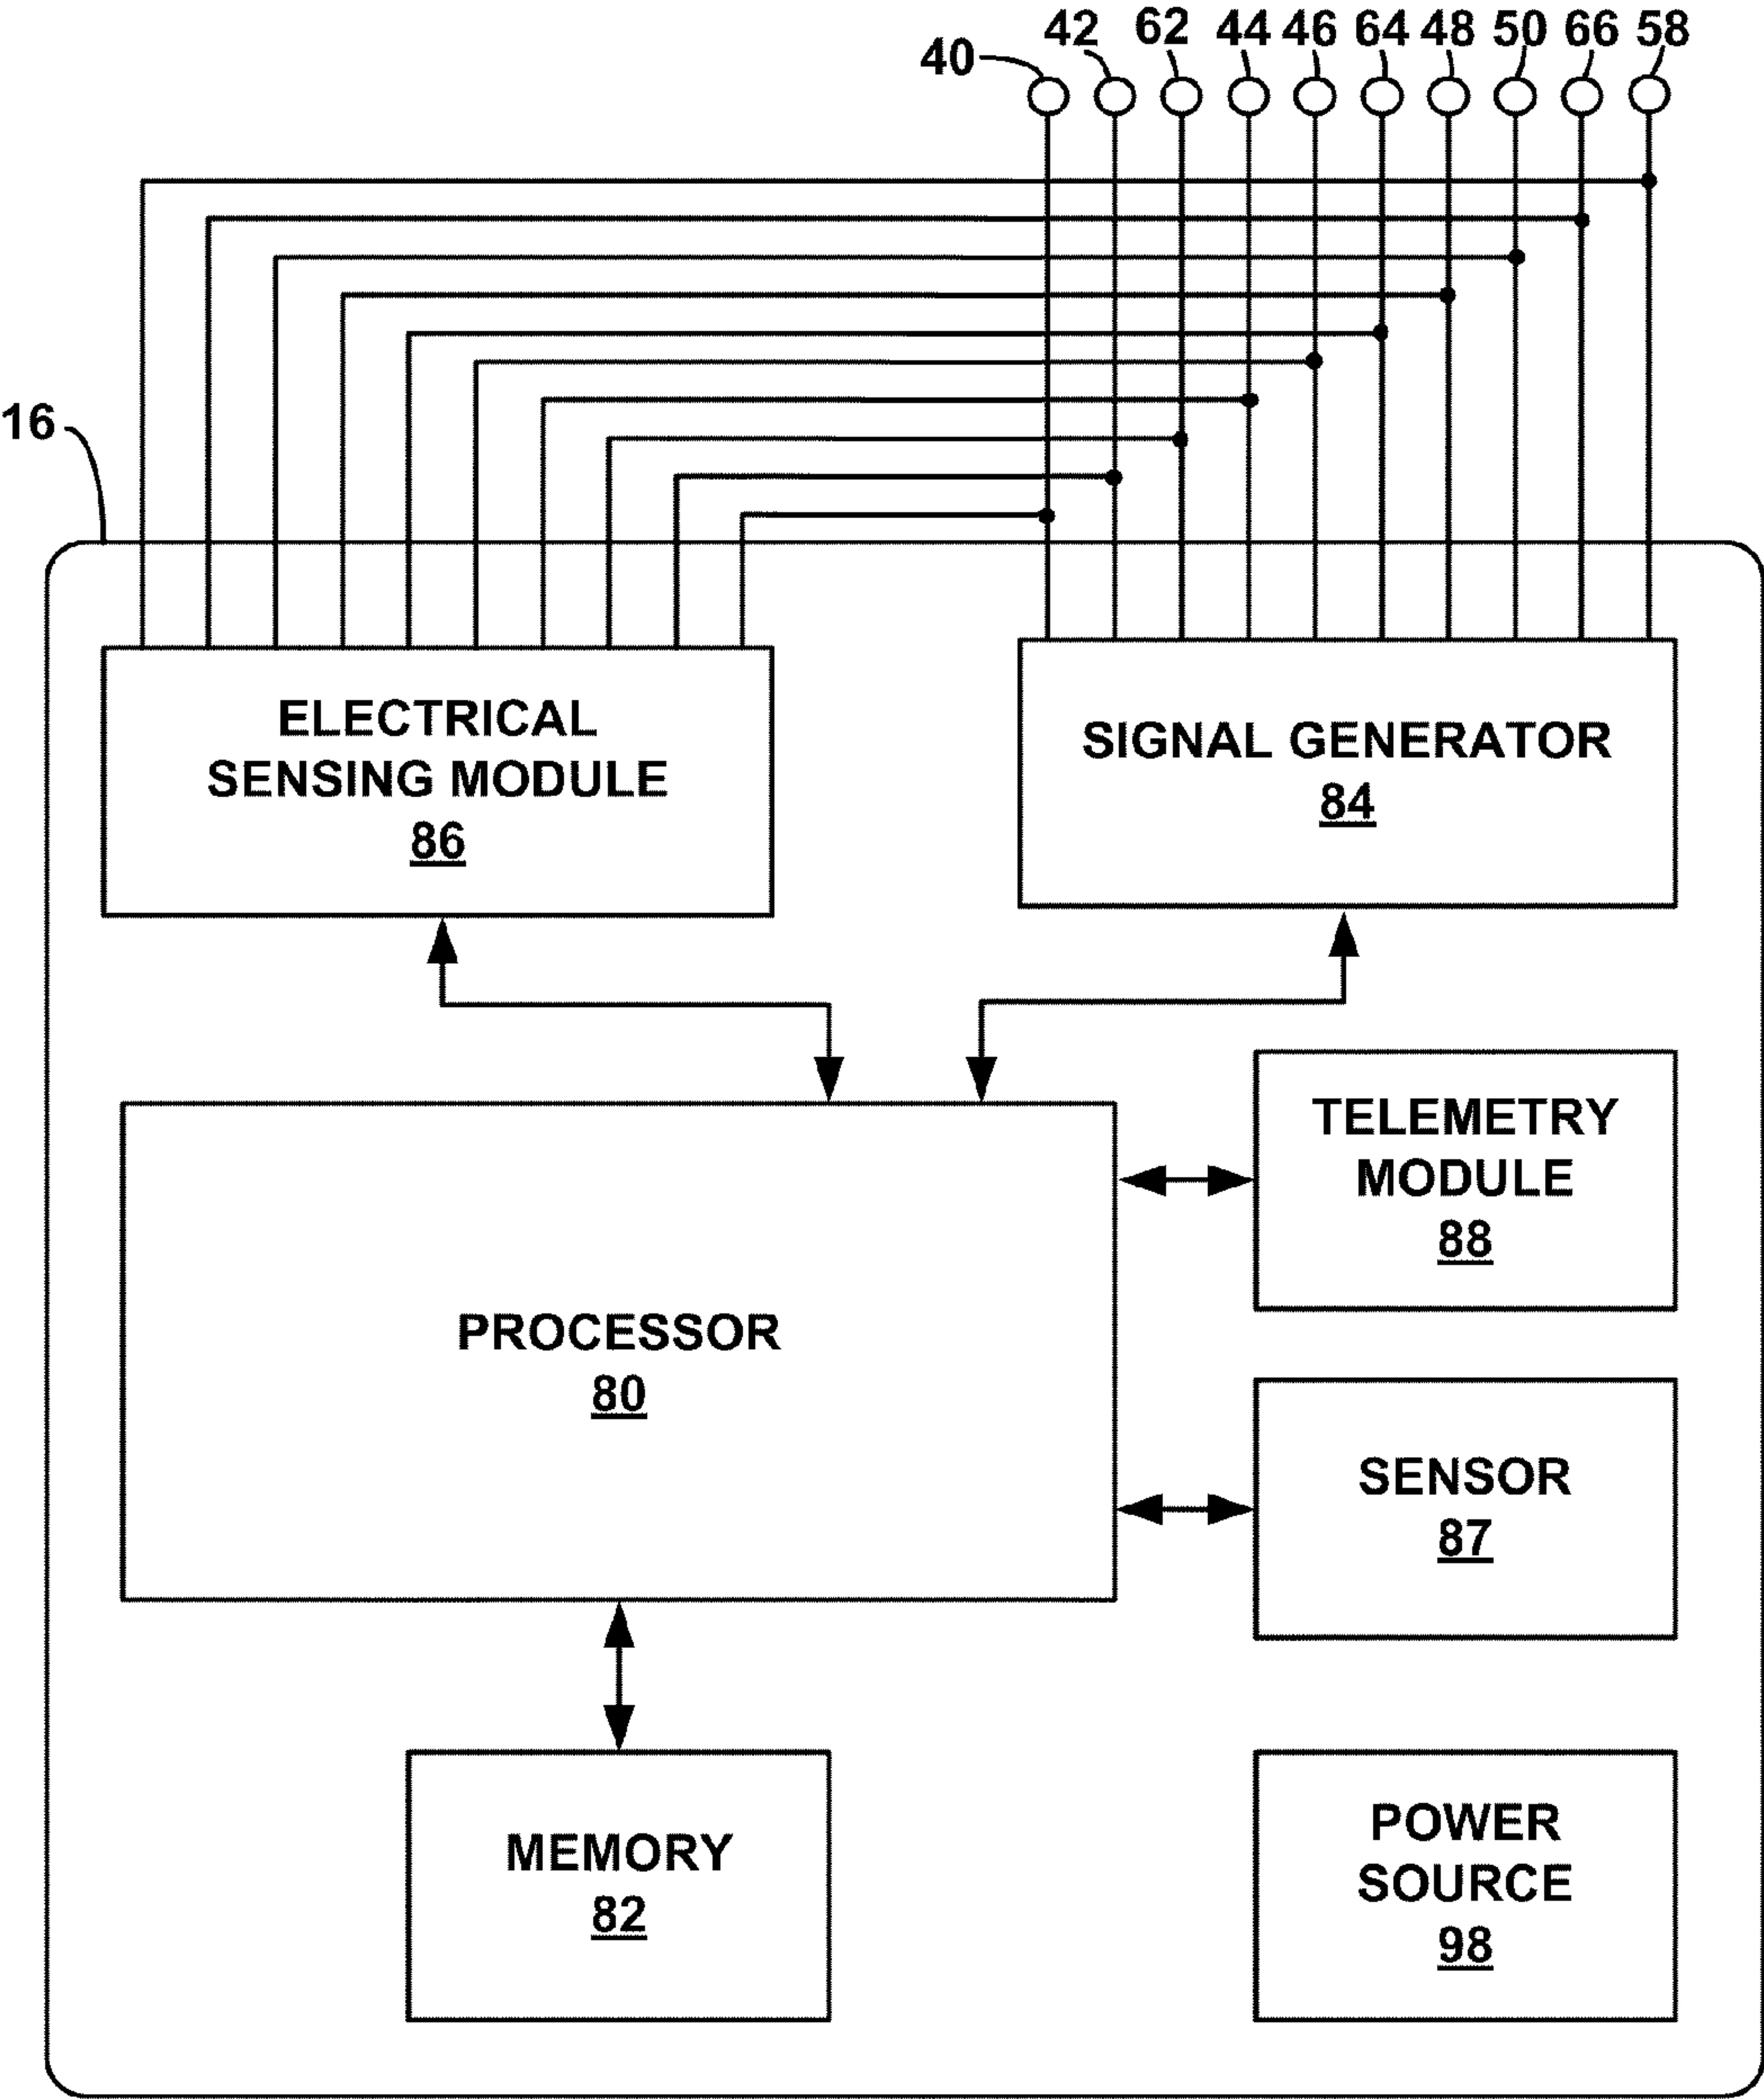 40 42 62 44 46 64 48 50 66 58
16
ELECTRICAL
SENSING MODULE
86
SIGNAL GENERATOR
84
TELEMETRY
MODULE
88
PROCESSOR
80
SENSOR
87
MEMORY
82
POWER
SOURCE
98